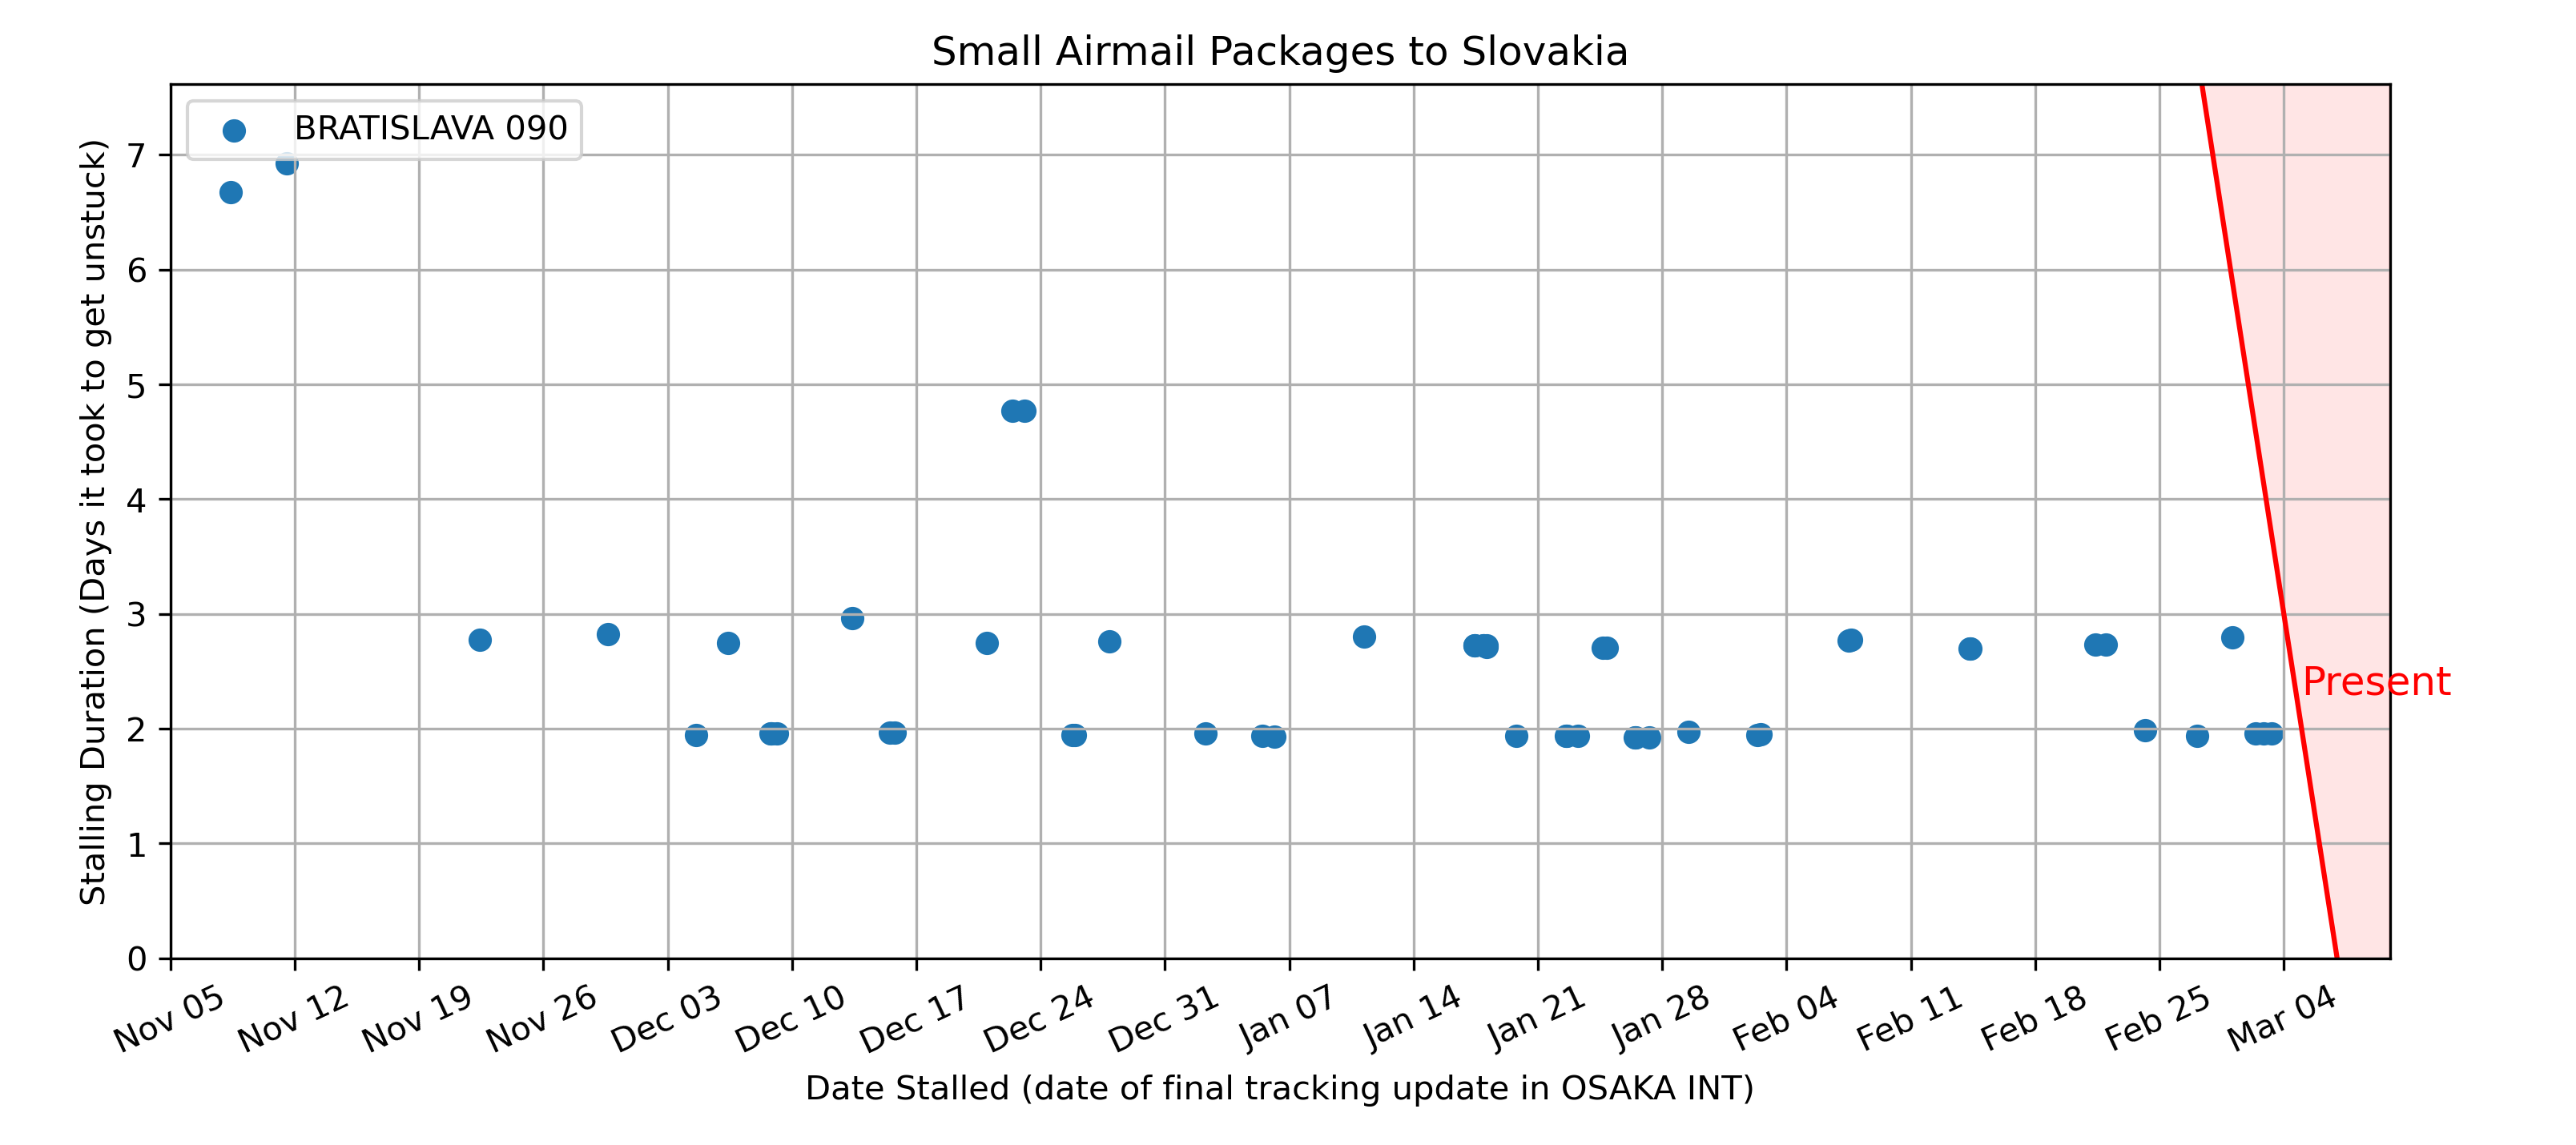 Small Airmail Packages to Slovakia
BRATISLAVA 090
Stalling Duration (Days it took to get unstuck)
7
6
5
4
3
2
1
0
Present
Nov 05
Nov 12
Nov 19
Nov 26
Dec 03
Dec 10
Dec 17
Dec 24
Dec 31
Jan 07
Jan 14
Jan 21
Jan 28
Feb 04
Feb 11
Feb 18
Feb 25
Mar 04
Date Stalled (date of final tracking update in OSAKA INT)